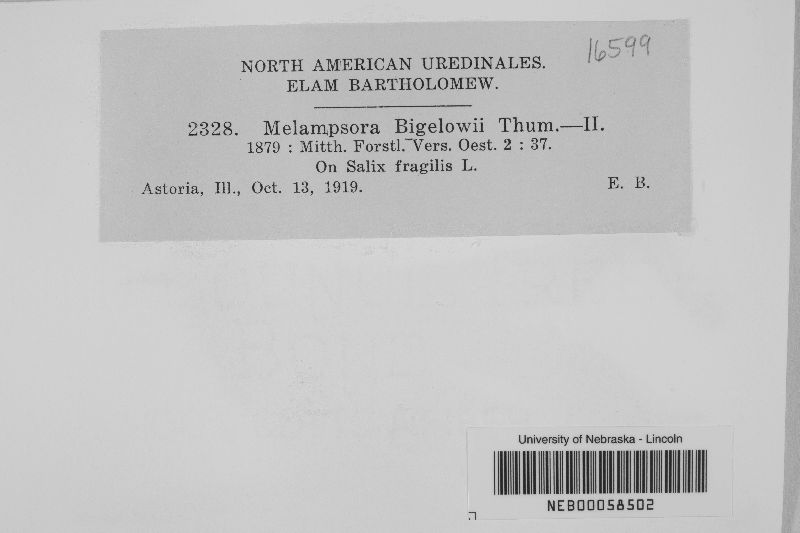 16599
NORTH AMERICAN UREDINALES.
ELAM BARTHOLOMEW.
2328. Melampsora Bigelowii Thum.—II.
1879 : Mitth. Forstl. Vers. Oest. 2 : 37.
On Salix fragilis L.
Astoria, Ill., Oct. 13, 1919. E. B.
University of Nebraska - Lincoln
NEB00058502